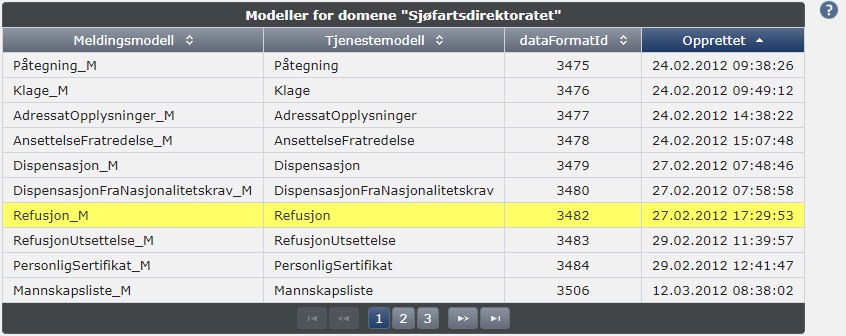 Modeller for domene "Sjøfartsdirektoratet"
?
Meldingsmodell Tjenestemodell dataFormatId Opprettet
Påtegning_M Påtegning 3475 24.02.2012 09:38:26
Klage_M Klage 3476 24.02.2012 09:49:12
AdressatOpplysninger_M AdressatOpplysninger 3477 24.02.2012 14:38:22
AnsettelseFratredelse_M AnsettelseFratredelse 3478 24.02.2012 15:07:48
Dispensasjon_M Dispensasjon 3479 27.02.2012 07:48:46
DispensasjonFraNasjonalitetskrav_M DispensasjonFraNasjonalitetskrav 3480 27.02.2012 07:58:58
Refusjon_M Refusjon 3482 27.02.2012 17:29:53
RefusjonUtsettelse_M RefusjonUtsettelse 3483 29.02.2012 11:39:57
PersonligSertifikat_M PersonligSertifikat 3484 29.02.2012 12:41:47
Mannskapsliste_M Mannskapsliste 3506 12.03.2012 08:38:02
1 2 3